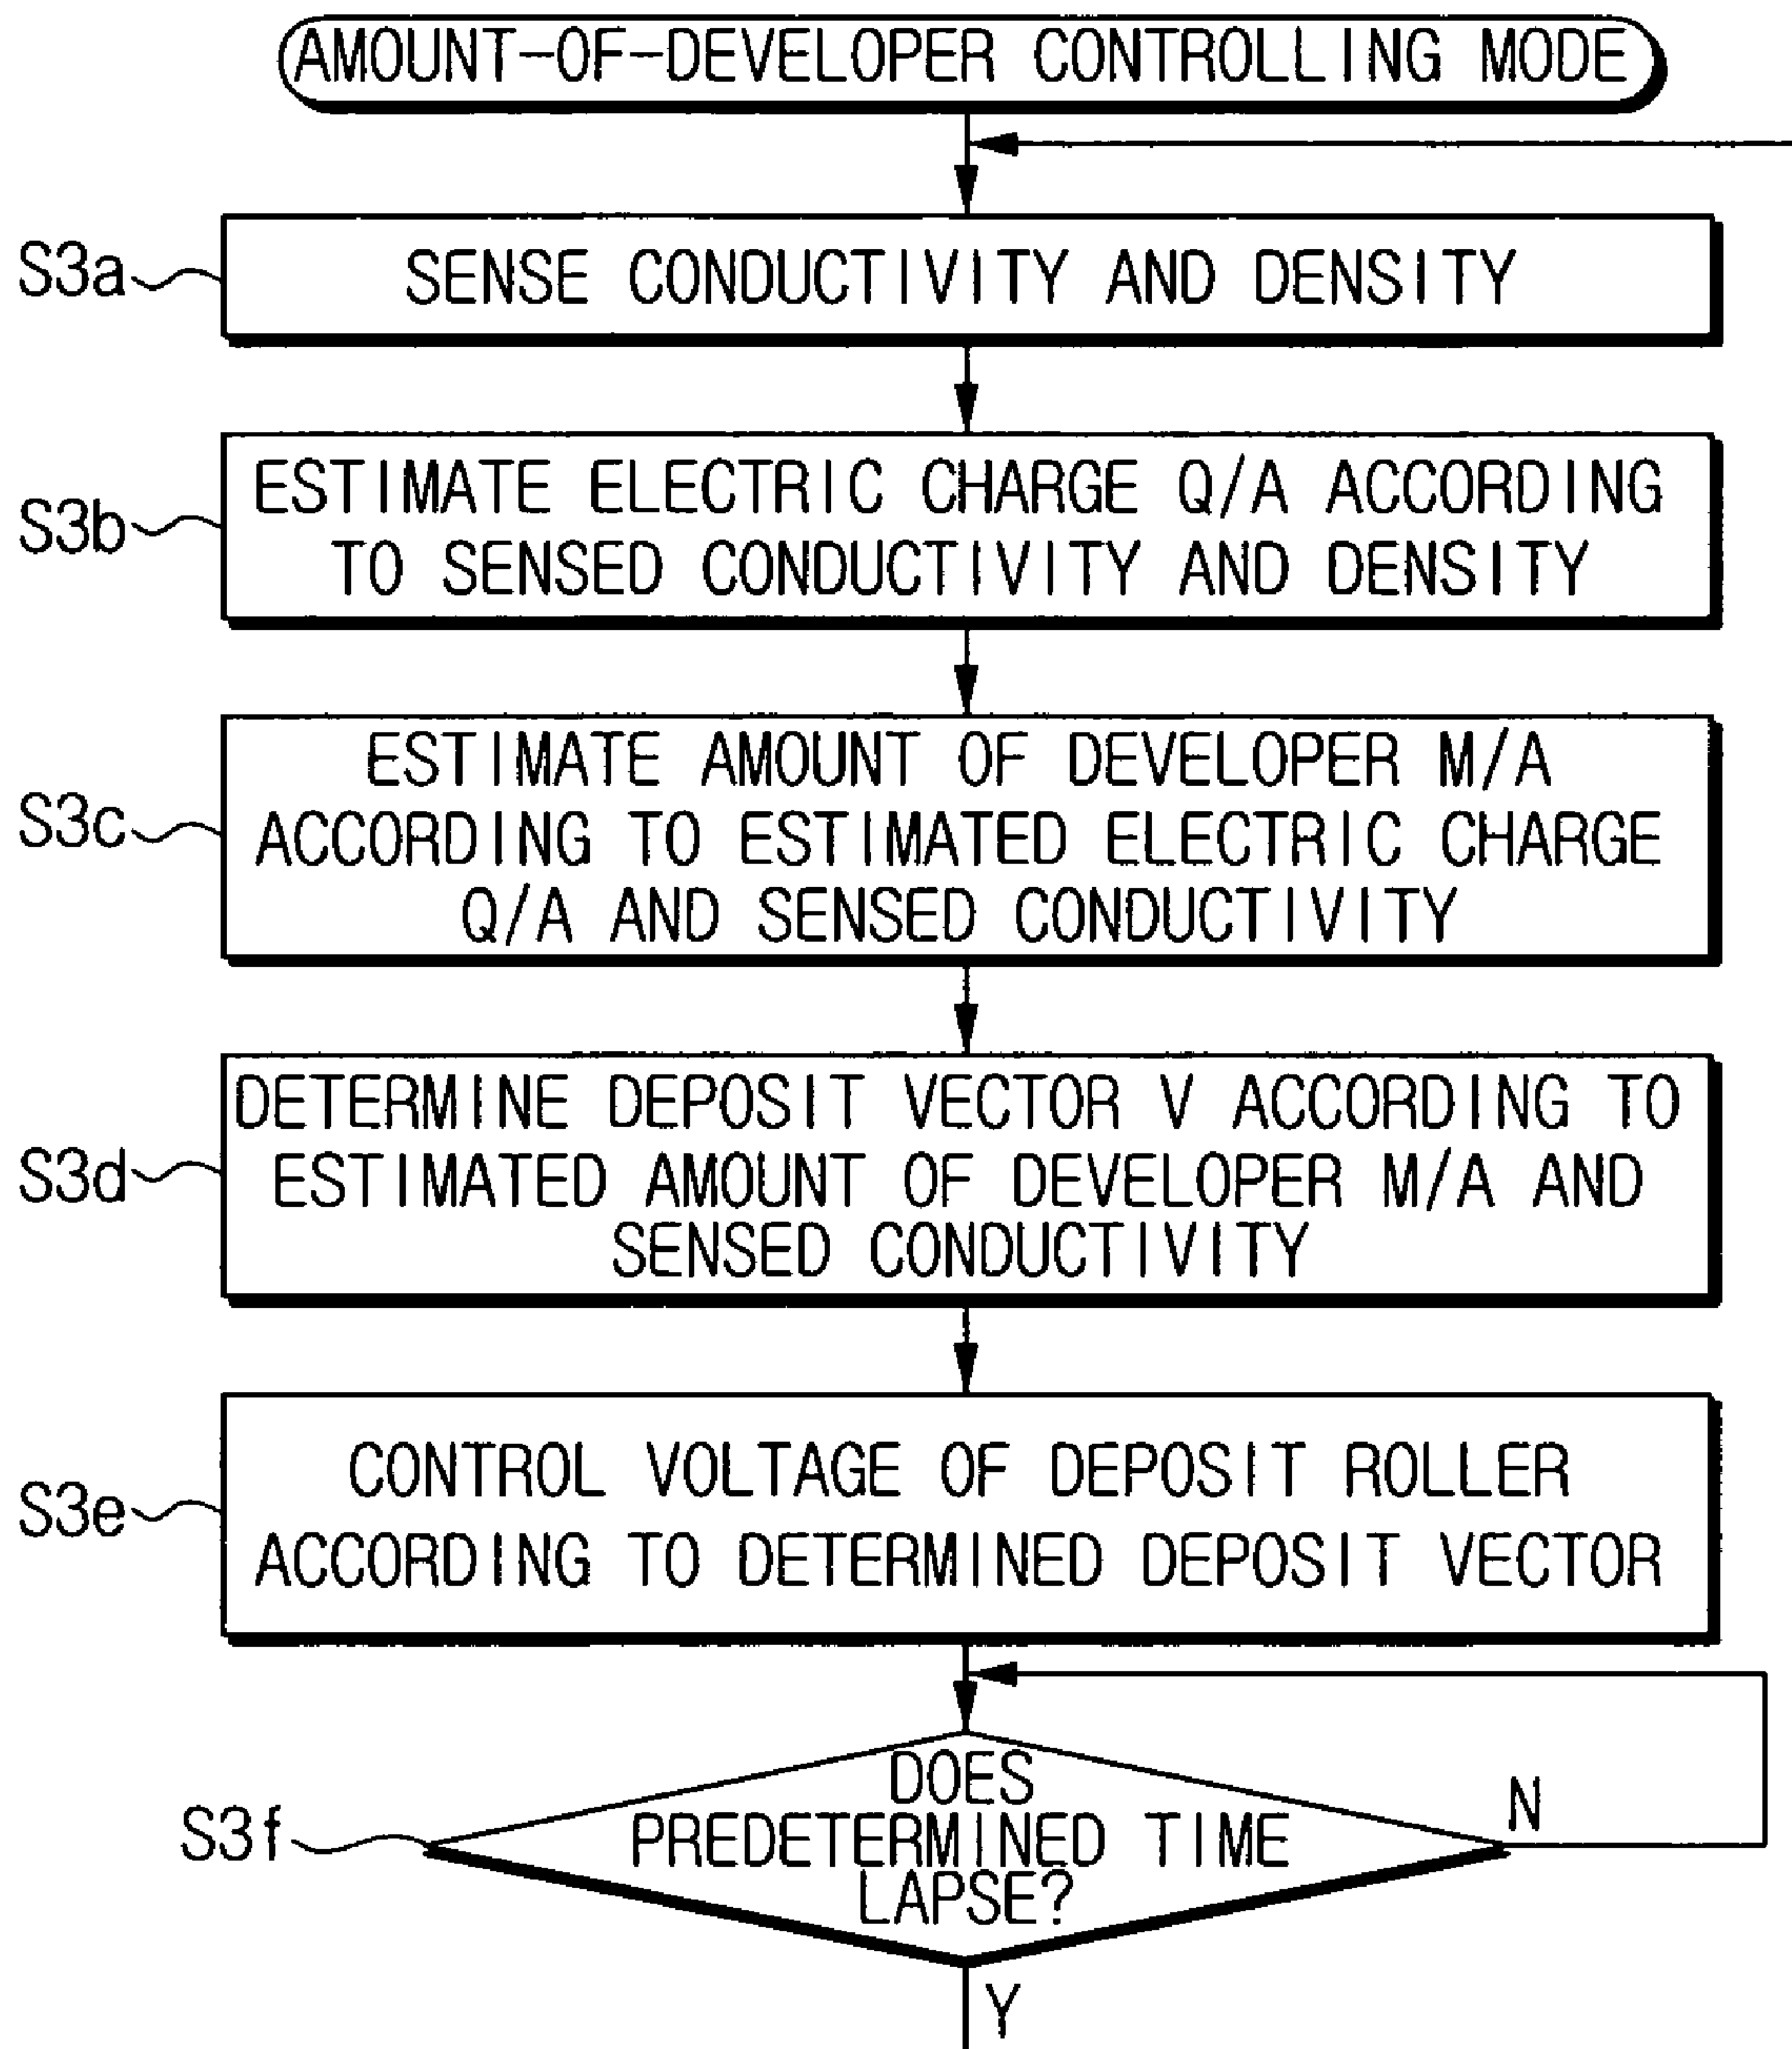 AMOUNT-OF-DEVELOPER CONTROLLING MODE
S3a
SENSE CONDUCTIVITY AND DENSITY
S3b
ESTIMATE ELECTRIC CHARGE Q/A ACCORDING
TO SENSED CONDUCTIVITY AND DENSITY
S3c
ESTIMATE AMOUNT OF DEVELOPER M/A
ACCORDING TO ESTIMATED ELECTRIC CHARGE
Q/A AND SENSED CONDUCTIVITY
S3d
DETERMINE DEPOSIT VECTOR V ACCORDING TO
ESTIMATED AMOUNT OF DEVELOPER M/A AND
SENSED CONDUCTIVITY
S3e
CONTROL VOLTAGE OF DEPOSIT ROLLER
ACCORDING TO DETERMINED DEPOSIT VECTOR
S3f
DOES
PREDETERMINED TIME
LAPSE?
N
Y